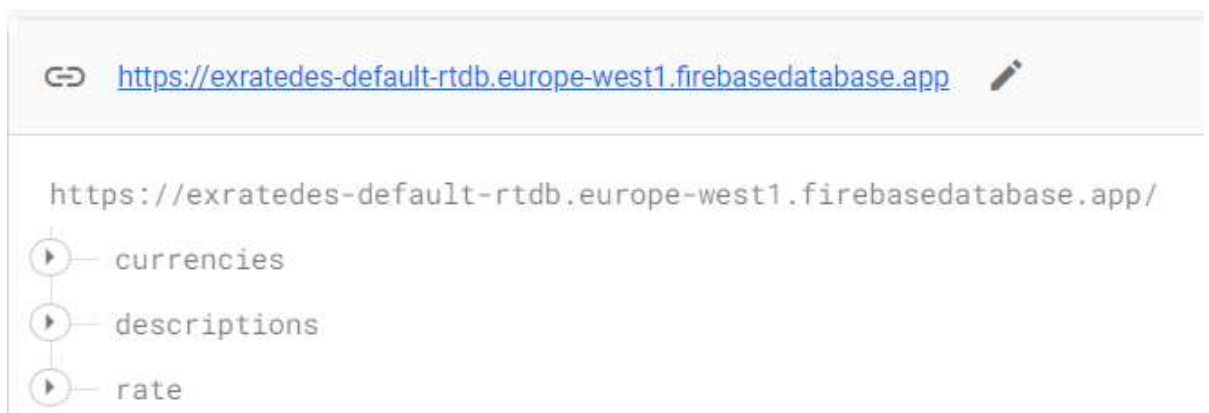 https://exratedes-default-rtdb.europe-west1.firebasedatabase.app
https://exratedes-default-rtdb.europe-west1.firebasedatabase.app/
currencies
descriptions
rate